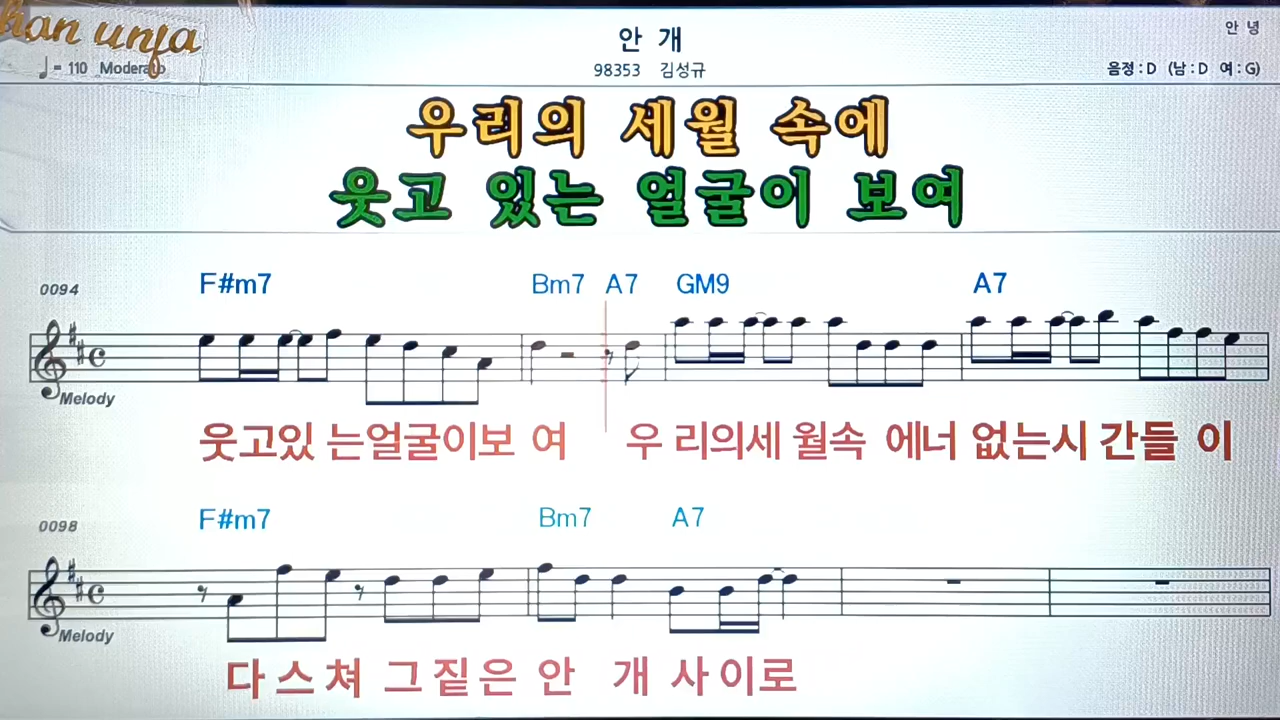 han unja
안 개
안 녕
♩= 110 Moderato
98353 김성규
음정 : D (남 : D 여 : G)
우리의 세월 속에
웃고 있는 얼굴이 보여
0094
F#m7 Bm7 A7 GM9 A7
Melody
웃고있 는얼굴이보 여 우 리의세 월속 에너 없는시 간들 이
0098
F#m7 Bm7 A7
Melody
다 스 쳐 그 짙 은 안 개 사 이로